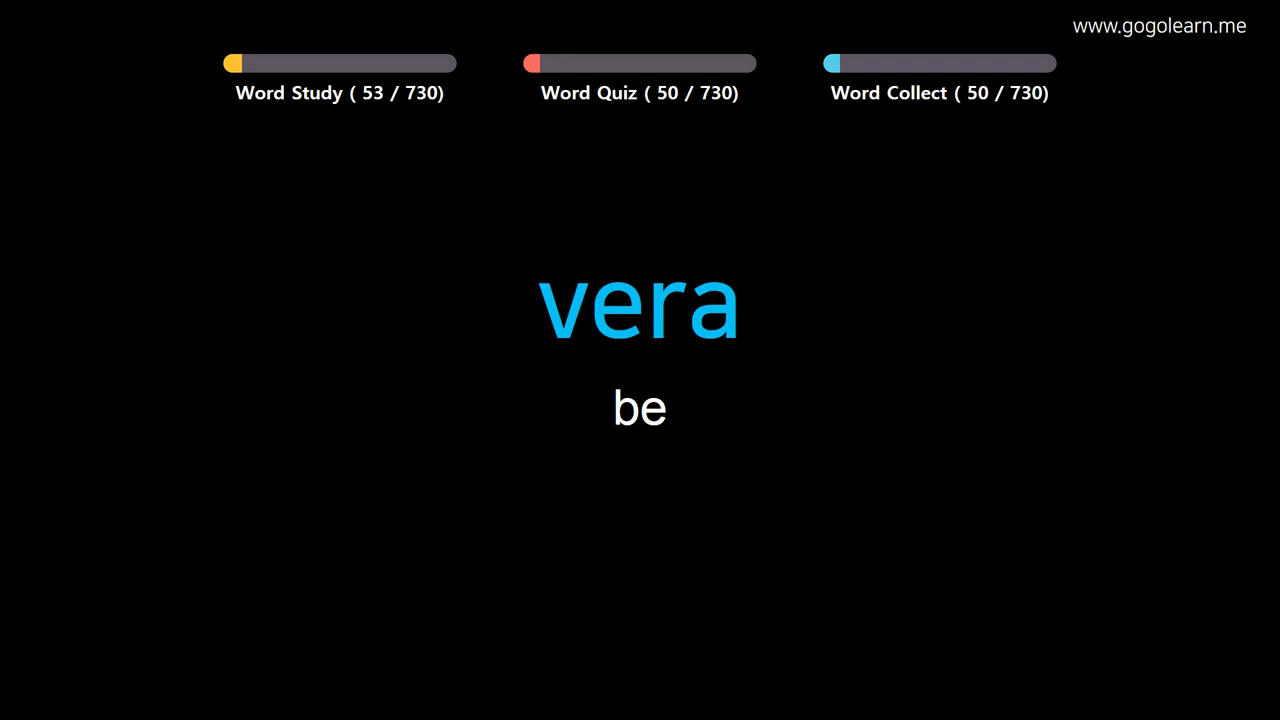 www.gogolearn.me
Word Study ( 53 / 730)
Word Quiz ( 50 / 730)
Word Collect ( 50 / 730)
vera
be